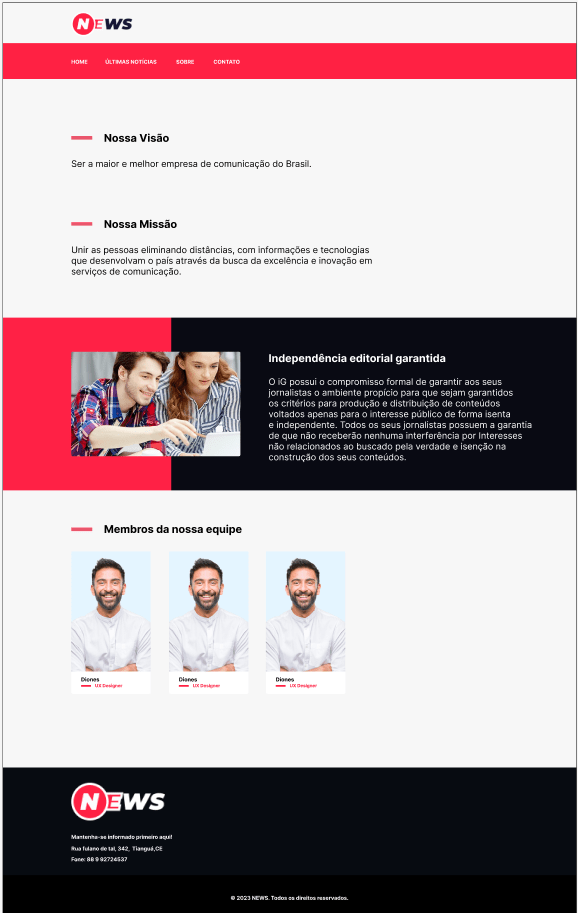 NEWS
HOME ÚLTIMAS NOTÍCIAS SOBRE CONTATO
Nossa Visão
Ser a maior e melhor empresa de comunicação do Brasil.
Nossa Missão
Unir as pessoas eliminando distâncias, com informações e tecnologias
que desenvolvam o país através da busca da excelência e inovação em
serviços de comunicação.
Independência editorial garantida
O iG possui o compromisso formal de garantir aos seus
jornalistas o ambiente propício para que sejam garantidos
os critérios para produção e distribuição de conteúdos
voltados apenas para o interesse público de forma isenta
e independente. Todos os seus jornalistas possuem a garantia
de que não receberão nenhuma interferência por Interesses
não relacionados ao buscado pela verdade e isenção na
construção dos seus conteúdos.
Membros da nossa equipe
Diones
UX Designer
Diones
UX Designer
Diones
UX Designer
NEWS
Mantenha-se informado primeiro aqui!
Rua fulano de tal, 342, Tianguá,CE
Fone: 88 9 92724537
© 2023 NEWS. Todos os direitos reservados.